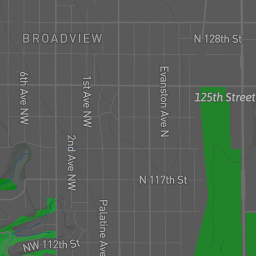 BROADVIEW
N 128th St
6th Ave NW
1st Ave NW
Evanston Ave N
125th Street
2nd Ave NW
N 117th St
Palatine Ave
NW 112th St